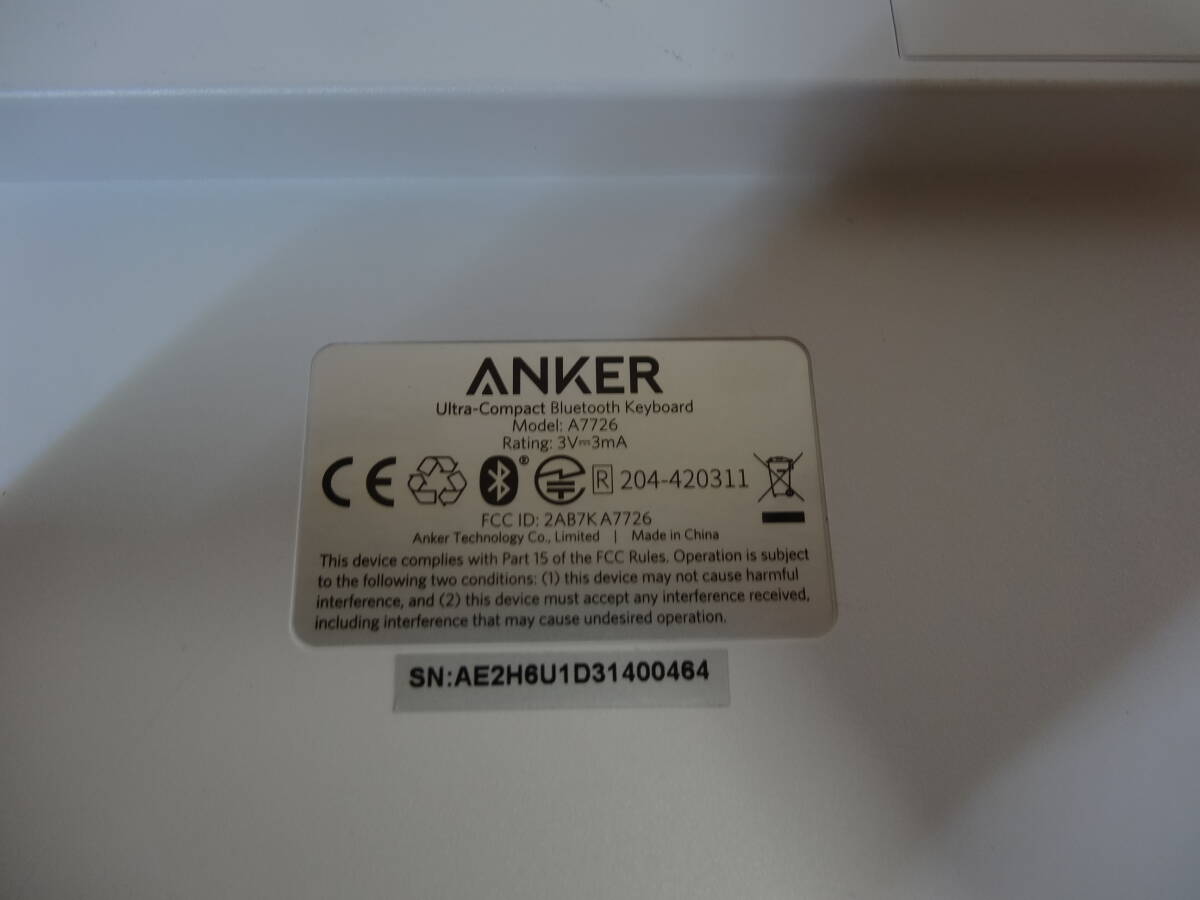 ANKER
Ultra-Compact Bluetooth Keyboard
Model: A7726
Rating: 3V⎓3mA
CE ® R 204-420311
FCC ID: 2AB7KA7726
Anker Technology Co., Limited | Made in China
This device complies with Part 15 of the FCC Rules. Operation is subject
to the following two conditions: (1) this device may not cause harmful
interference, and (2) this device must accept any interference received,
including interference that may cause undesired operation.
SN:AE2H6U1D31400464